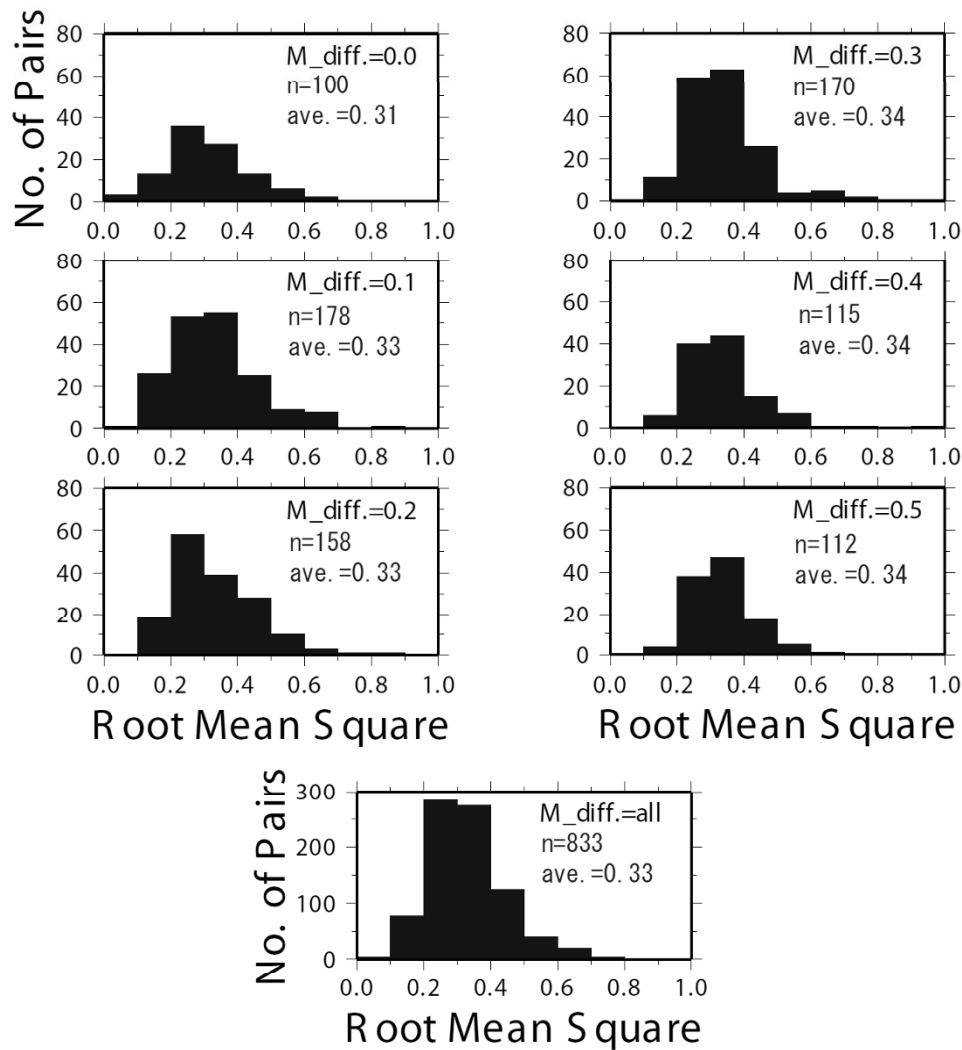 No. of Pairs
80
60
40
20
0
M_diff.=0.0
n=100
ave.=0.31
0.0 0.2 0.4 0.6 0.8 1.0
80
60
40
20
0
M_diff.=0.3
n=170
ave.=0.34
0.0 0.2 0.4 0.6 0.8 1.0
80
60
40
20
0
M_diff.=0.1
n=178
ave.=0.33
0.0 0.2 0.4 0.6 0.8 1.0
80
60
40
20
0
M_diff.=0.4
n=115
ave.=0.34
0.0 0.2 0.4 0.6 0.8 1.0
80
60
40
20
0
M_diff.=0.2
n=158
ave.=0.33
0.0 0.2 0.4 0.6 0.8 1.0
Root Mean Square
80
60
40
20
0
M_diff.=0.5
n=112
ave.=0.34
0.0 0.2 0.4 0.6 0.8 1.0
Root Mean Square
No. of Pairs
300
200
100
0
M_diff.=all
n=833
ave.=0.33
0.0 0.2 0.4 0.6 0.8 1.0
Root Mean Square